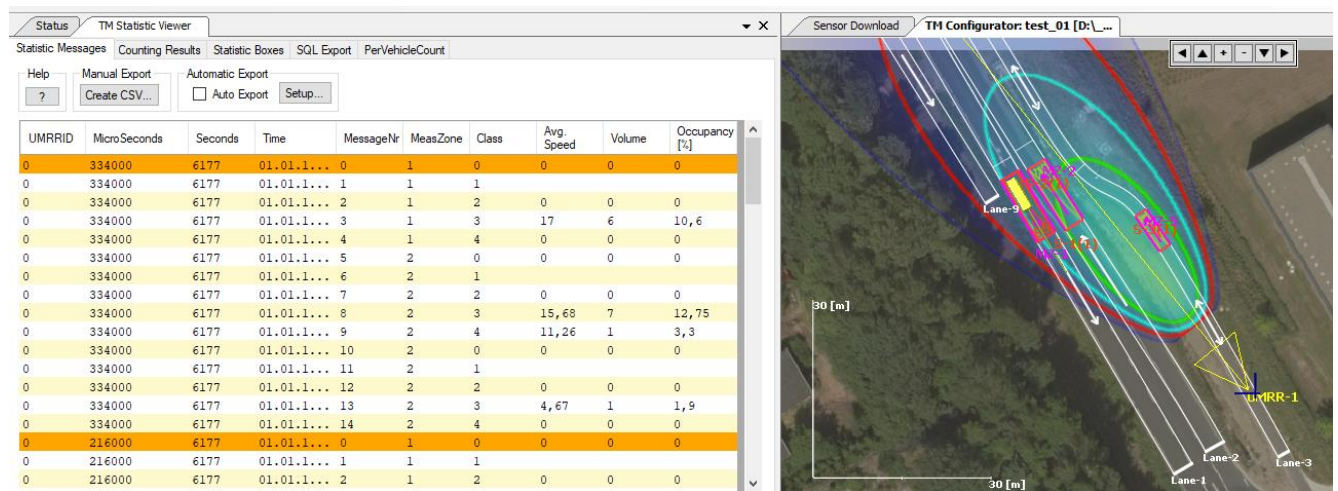 Status TM Statistic Viewer
Statistic Messages Counting Results Statistic Boxes SQL Export PerVehicleCount
Help Manual Export Automatic Export
? Create CSV... Auto Export Setup...
UMRRID MicroSeconds Seconds Time MessageNr MeasZone Class Avg. Speed Volume Occupancy [%]
0 334000 6177 01.01.1... 0 1 0 0 0 0
0 334000 6177 01.01.1... 1 1 1
0 334000 6177 01.01.1... 2 1 2 0 0 0
0 334000 6177 01.01.1... 3 1 3 17 6 10,6
0 334000 6177 01.01.1... 4 1 4 0 0 0
0 334000 6177 01.01.1... 5 2 0 0 0 0
0 334000 6177 01.01.1... 6 2 1
0 334000 6177 01.01.1... 7 2 2 0 0 0
0 334000 6177 01.01.1... 8 2 3 15,68 7 12,75
0 334000 6177 01.01.1... 9 2 4 11,26 1 3,3
0 334000 6177 01.01.1... 10 2 0 0 0 0
0 334000 6177 01.01.1... 11 2 1
0 334000 6177 01.01.1... 12 2 2 0 0 0
0 334000 6177 01.01.1... 13 2 3 4,67 1 1,9
0 334000 6177 01.01.1... 14 2 4 0 0 0
0 216000 6177 01.01.1... 0 1 0 0 0 0
0 216000 6177 01.01.1... 1 1 1
0 216000 6177 01.01.1... 2 1 2 0 0 0
Sensor Download TM Configurator: test_01 [D:\_...
Lane-9
30 [m]
UMRR-1
Lane-2
Lane-3
Lane-1
30 [m]